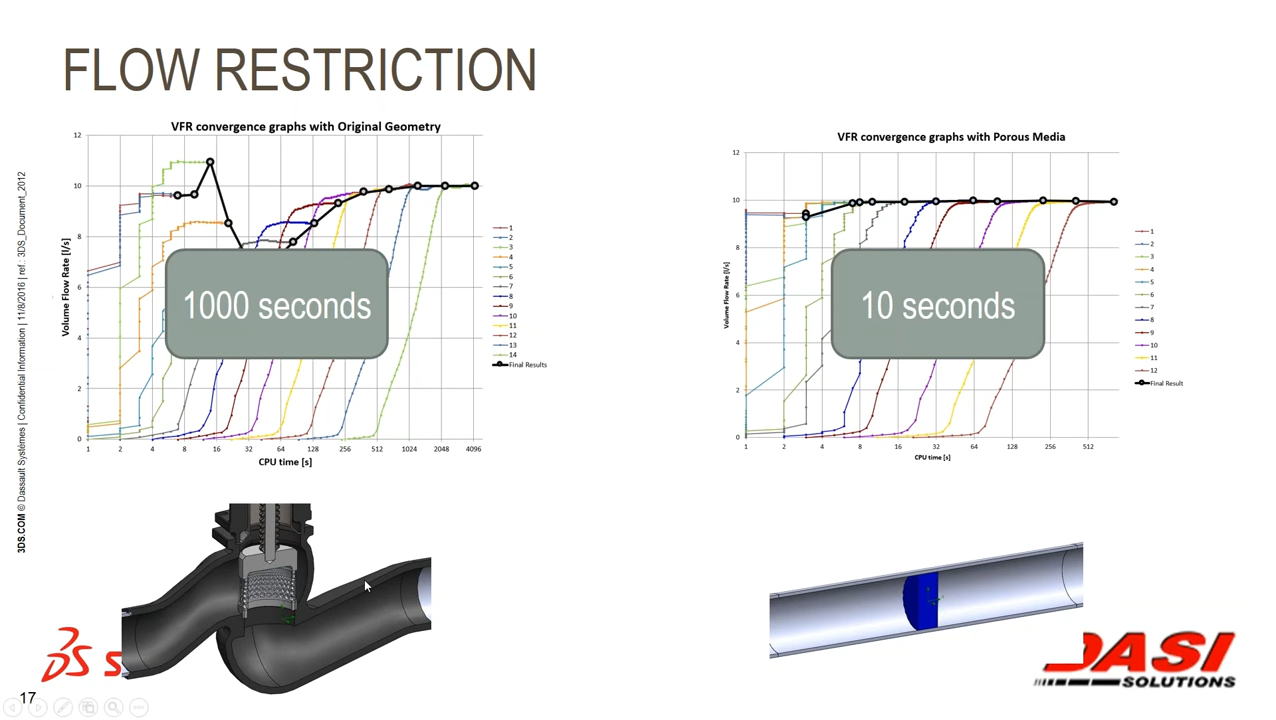 FLOW RESTRICTION
VFR convergence graphs with Original Geometry
12
10
8
6
4
2
0
Volume Flow Rate [l/s]
1 2 4 8 16 32 64 128 256 512 1024 2048 4096
CPU time [s]
1
2
3
4
5
6
7
8
9
10
11
12
13
14
Final Results
1000 seconds
VFR convergence graphs with Porous Media
12
10
8
6
4
2
0
Volume Flow Rate [l/s]
1 2 4 8 16 32 64 128 256 512
CPU time [s]
1
2
3
4
5
6
7
8
9
10
11
12
Final Result
10 seconds
3DS.COM © Dassault Systèmes | Confidential Information | 11/8/2016 | ref.: 3DS_Document_2012
S
DASI
SOLUTIONS
17